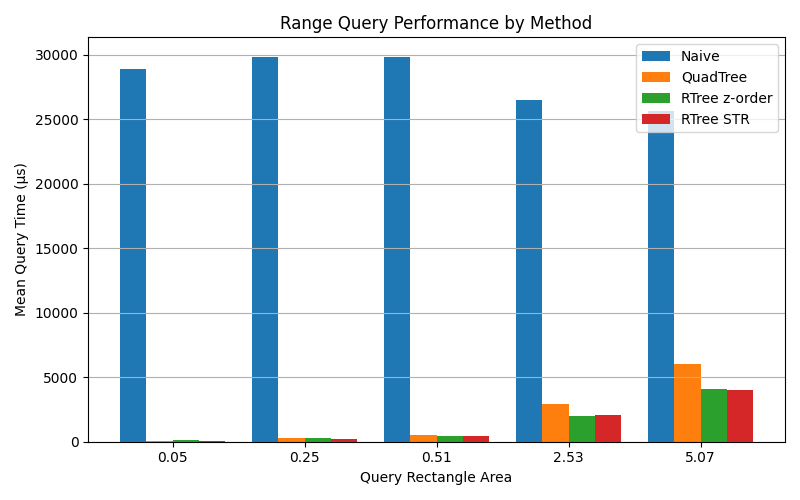 Range Query Performance by Method
Mean Query Time (µs)
30000
25000
20000
15000
10000
5000
0
Naive
QuadTree
RTree z-order
RTree STR
0.05 0.25 0.51 2.53 5.07
Query Rectangle Area